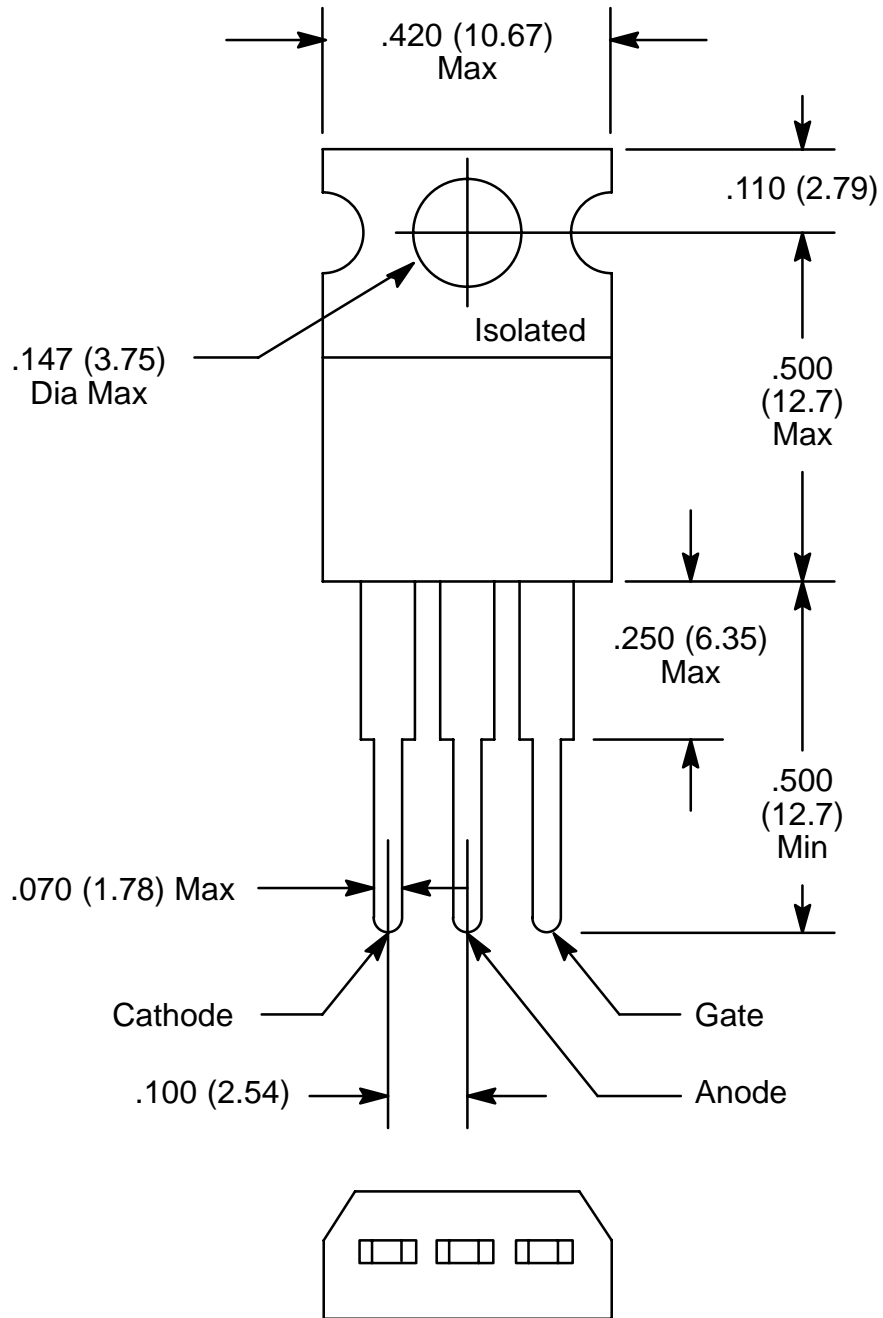 .420 (10.67)
Max
.110 (2.79)
Isolated
.147 (3.75)
Dia Max
.500
(12.7)
Max
.250 (6.35)
Max
.500
(12.7)
Min
.070 (1.78) Max
Cathode
Gate
.100 (2.54)
Anode